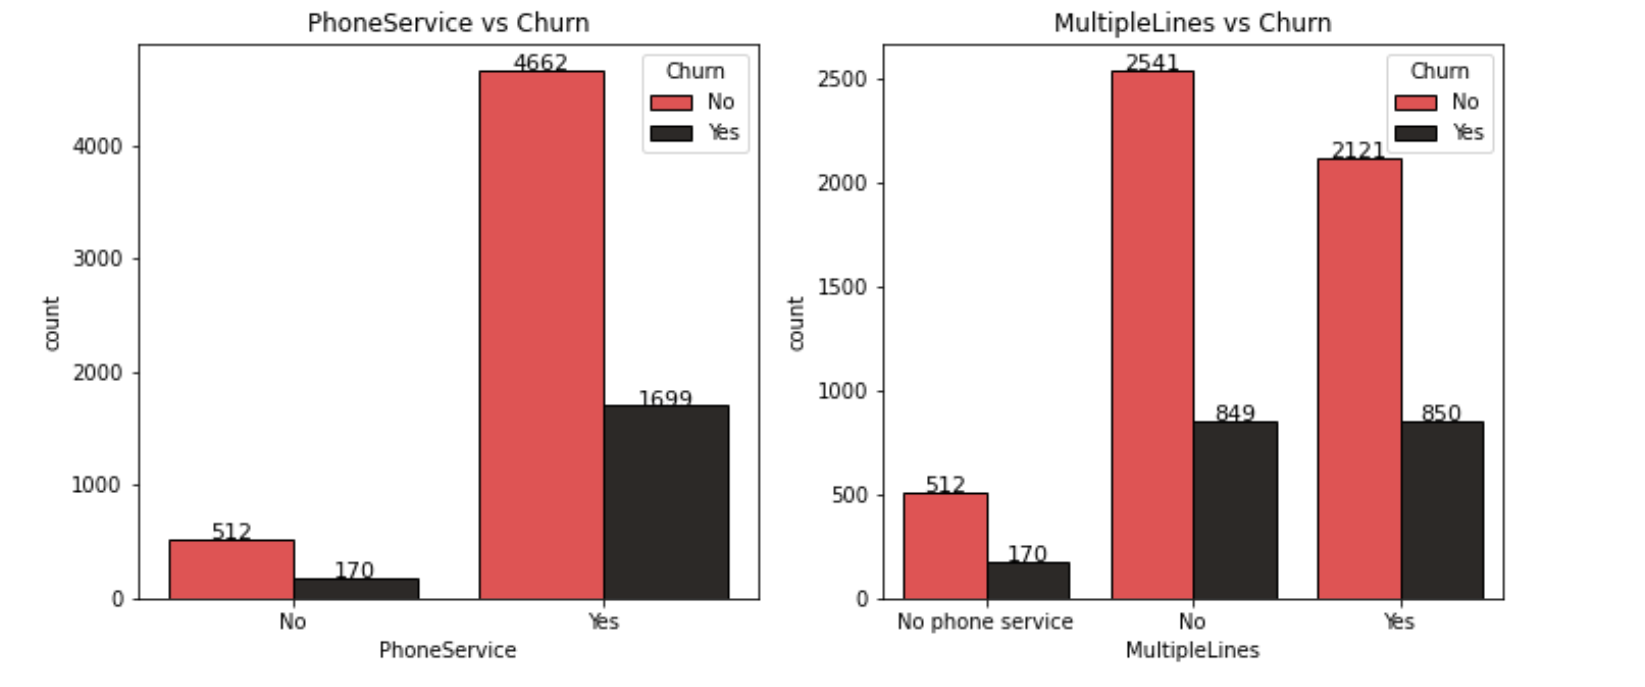 PhoneService vs Churn
4662
Churn
No
Yes
4000
3000
count
2000
1699
1000
512
170
0
No
Yes
PhoneService
MultipleLines vs Churn
2541
Churn
No
Yes
2500
2121
2000
1500
count
1000
849
850
500
512
170
0
No phone service
No
Yes
MultipleLines